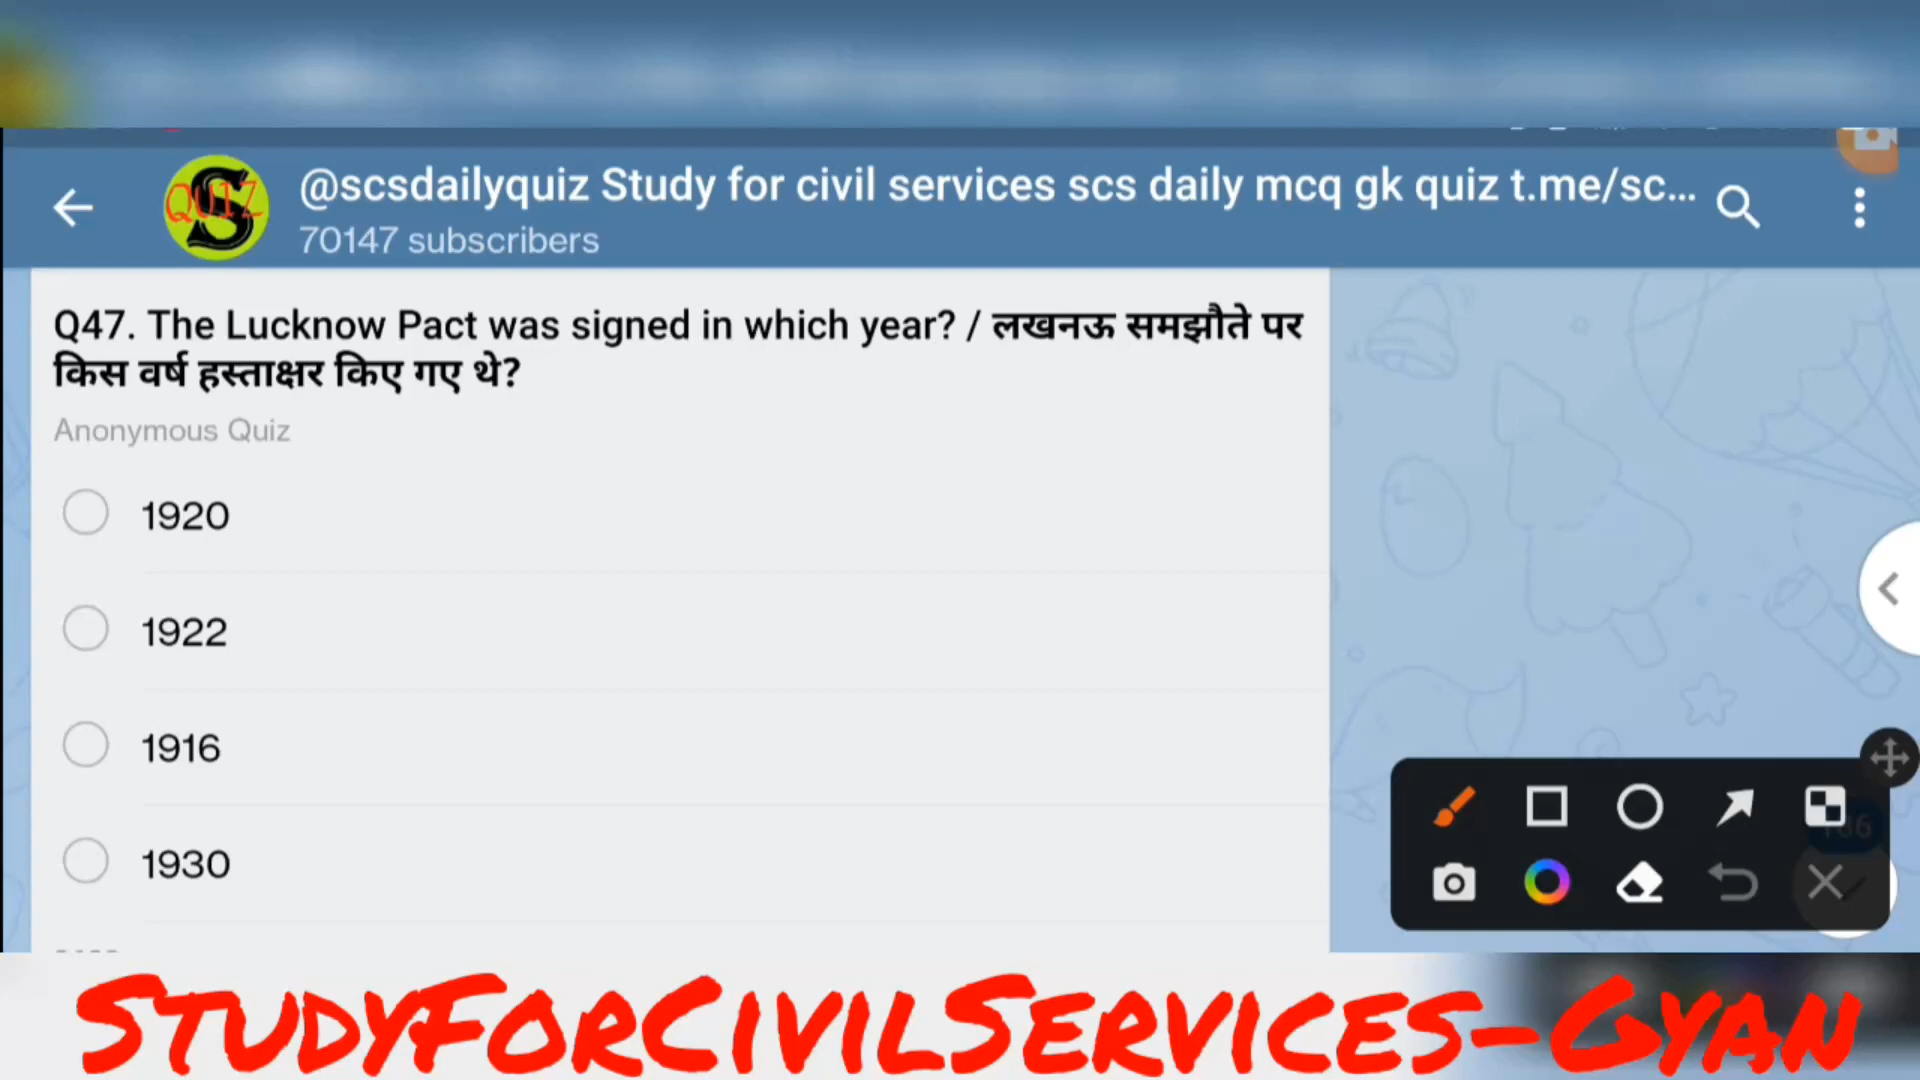 @scsdailyquiz Study for civil services scs daily mcq gk quiz t.me/sc...
QUIZ S
70147 subscribers
Q47. The Lucknow Pact was signed in which year? / लखनऊ समझौते पर
किस वर्ष हस्ताक्षर किए गए थे?
Anonymous Quiz
1920
1922
1916
1930
StudyForCivilServices-Gyan